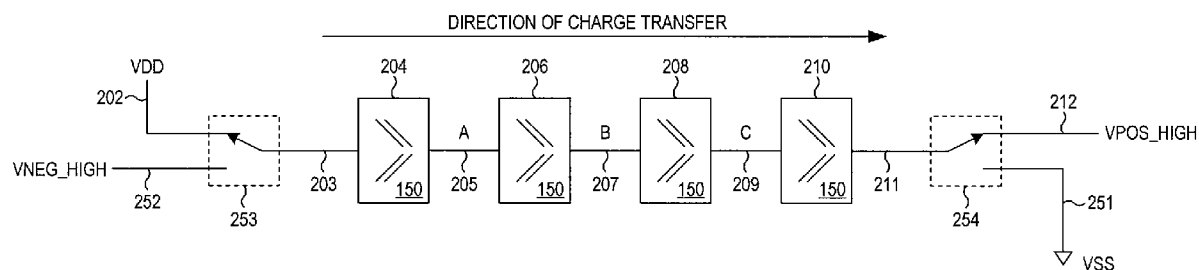 DIRECTION OF CHARGE TRANSFER
VDD
204
206
208
210
202
212
A
B
C
VPOS_HIGH
VNEG_HIGH
252
203
150
205
150
207
150
209
150
211
253
254
251
VSS